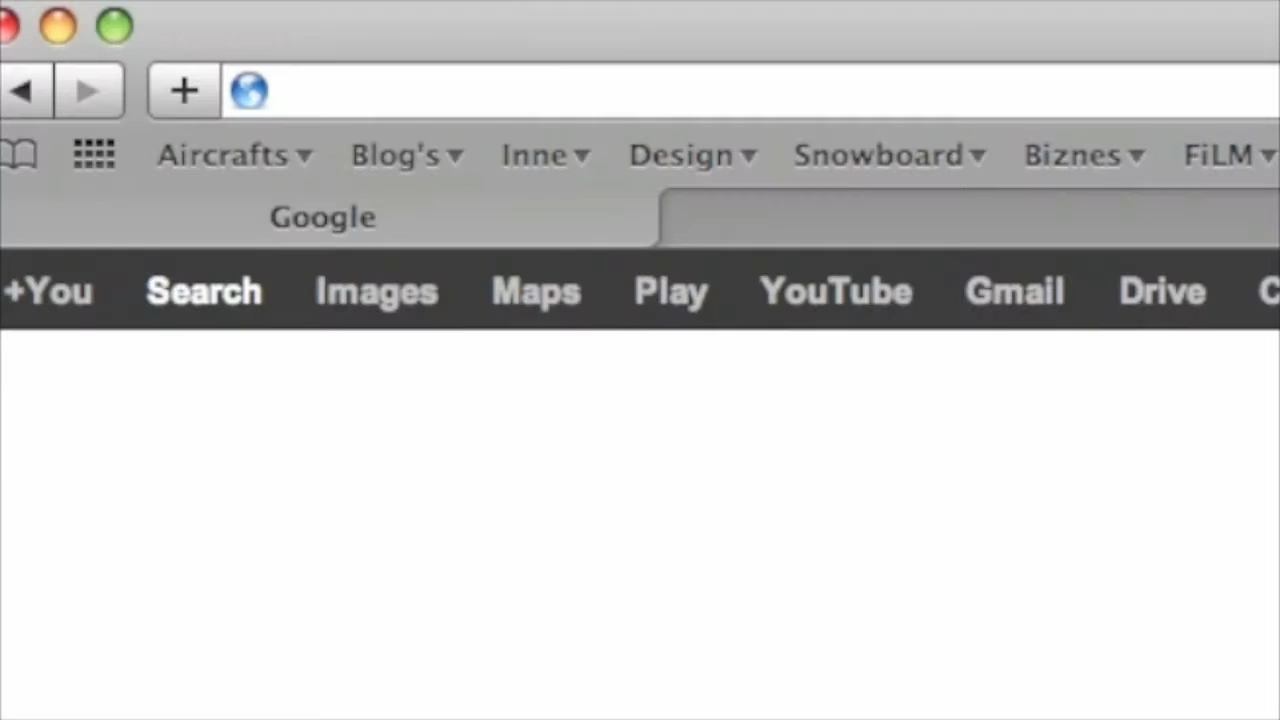 Aircrafts Blog's Inne Design Snowboard Biznes FiLM
Google
+You Search Images Maps Play YouTube Gmail Drive